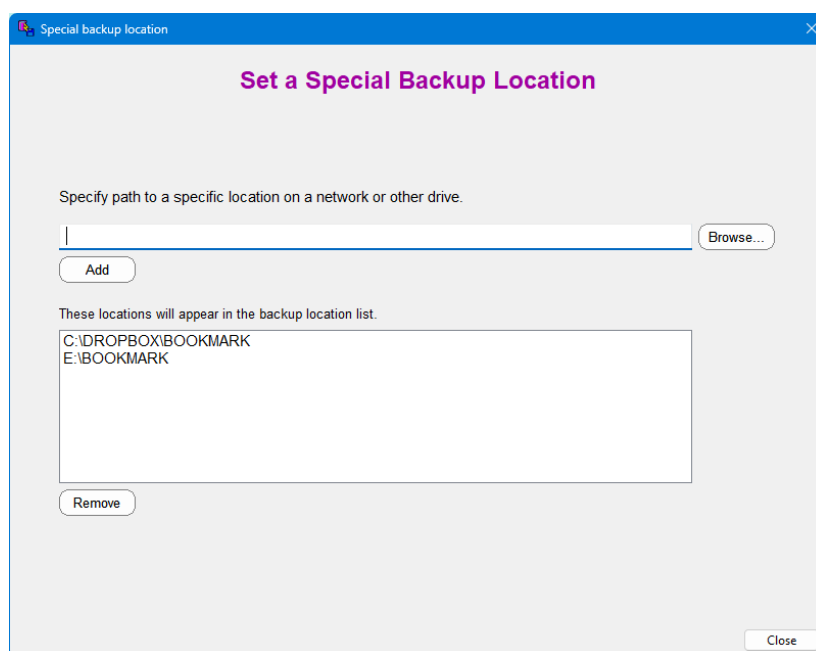 Special backup location
Set a Special Backup Location
Specify path to a specific location on a network or other drive.
Browse...
Add
These locations will appear in the backup location list.
C:\DROPBOX\BOOKMARK
E:\BOOKMARK
Remove
Close